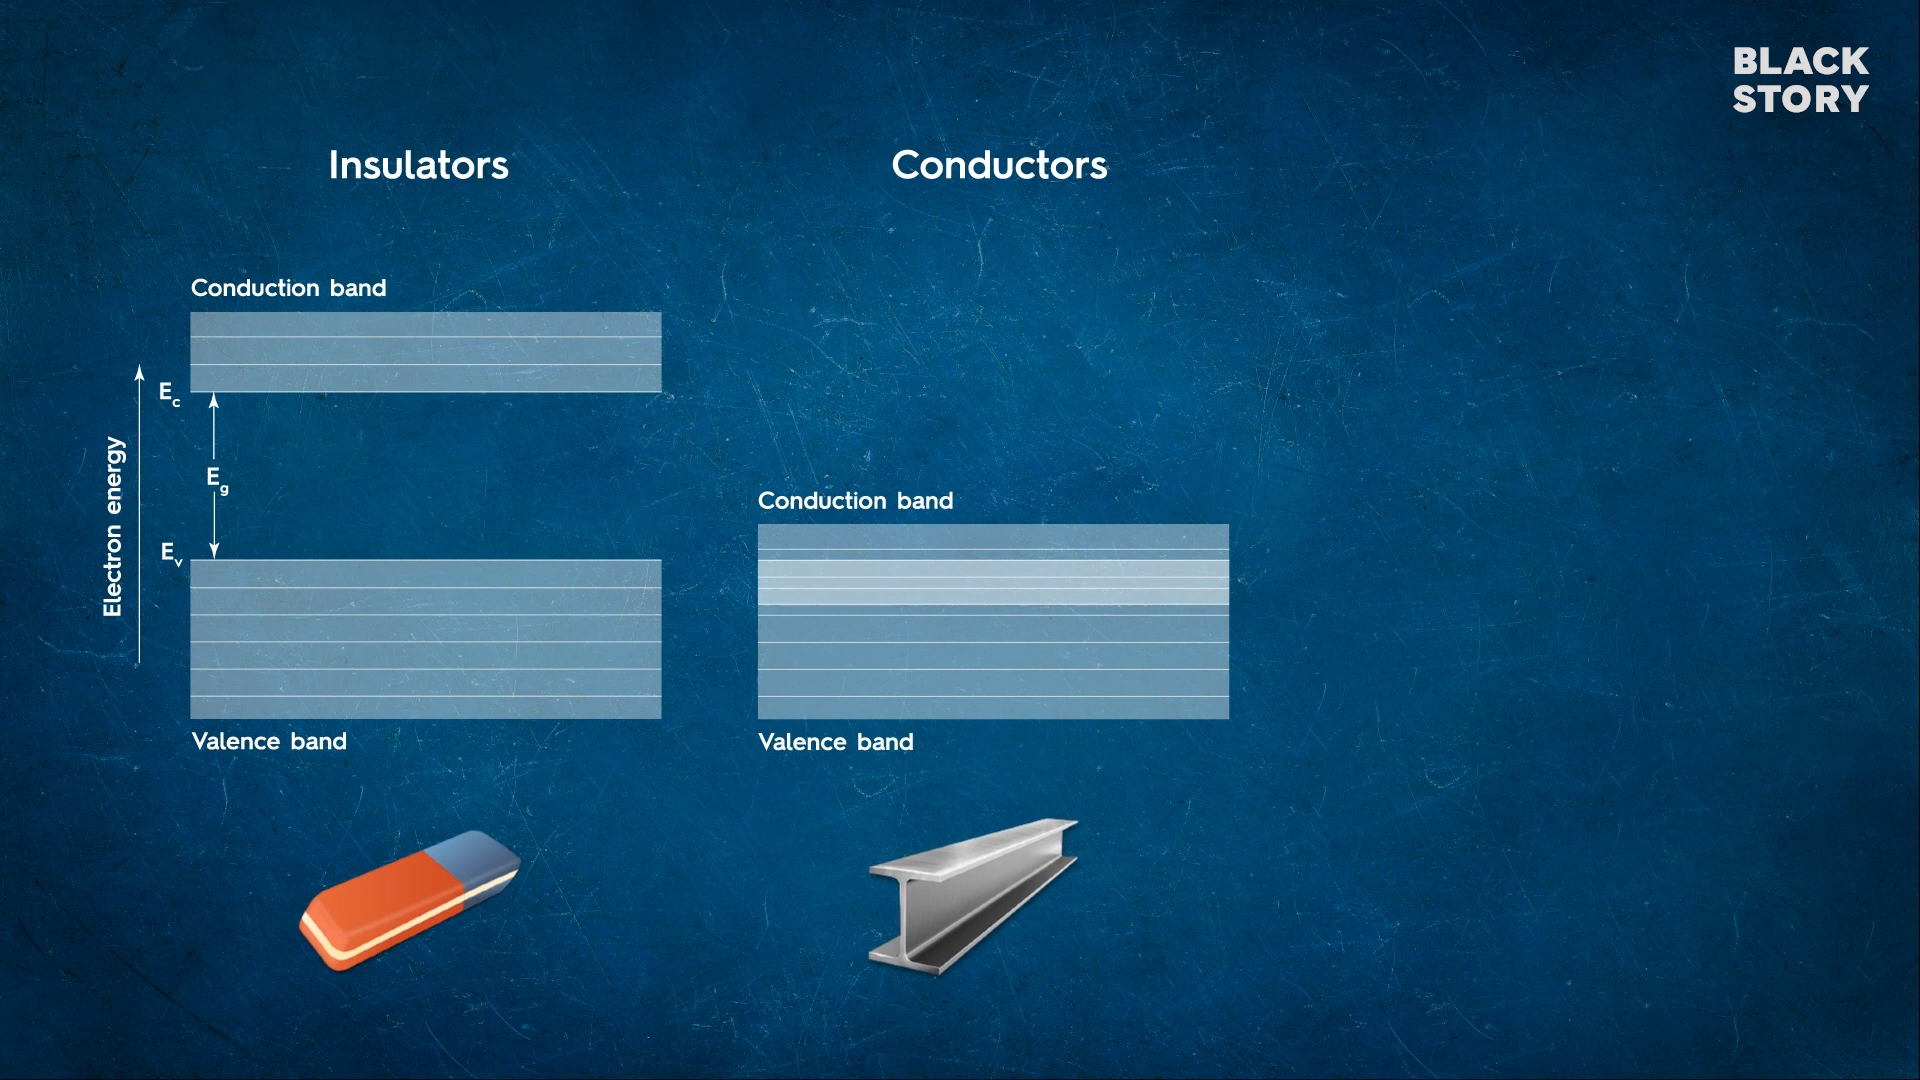 BLACK
STORY
Insulators
Conductors
Conduction band
Ec
Eg
Ev
Electron energy
Valence band
Conduction band
Valence band